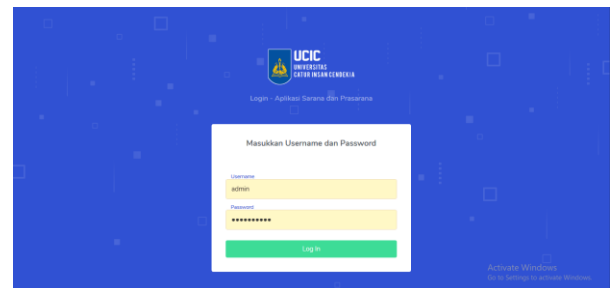 UCIC
UNIVERSITAS
CATUR INSAN CENDEKIA
Login - Aplikasi Sarana dan Prasarana
Masukkan Username dan Password
Username
admin
Password
••••••••••
Log In
Activate Windows
Go to Settings to activate Windows.